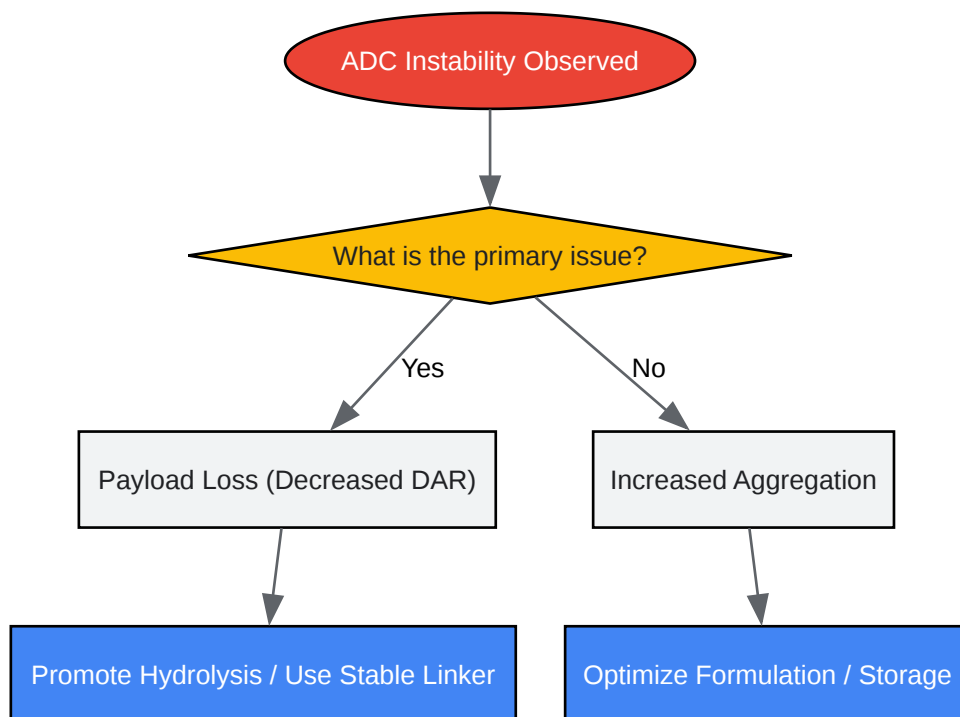 ADC Instability Observed
What is the primary issue?
Yes
No
Payload Loss (Decreased DAR)
Increased Aggregation
Promote Hydrolysis / Use Stable Linker
Optimize Formulation / Storage